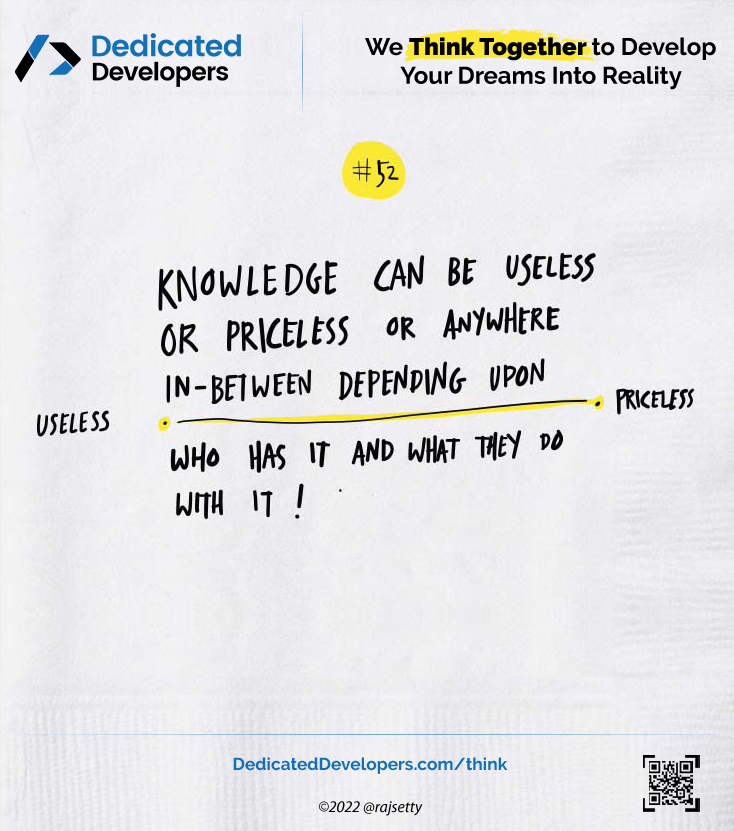 Dedicated
Developers
We Think Together to Develop
Your Dreams Into Reality
#52
KNOWLEDGE CAN BE USELESS
OR PRICELESS OR ANYWHERE
IN-BETWEEN DEPENDING UPON
USELESS
PRICELESS
WHO HAS IT AND WHAT THEY DO
WITH IT!
DedicatedDevelopers.com/think
©2022 @rajsetty